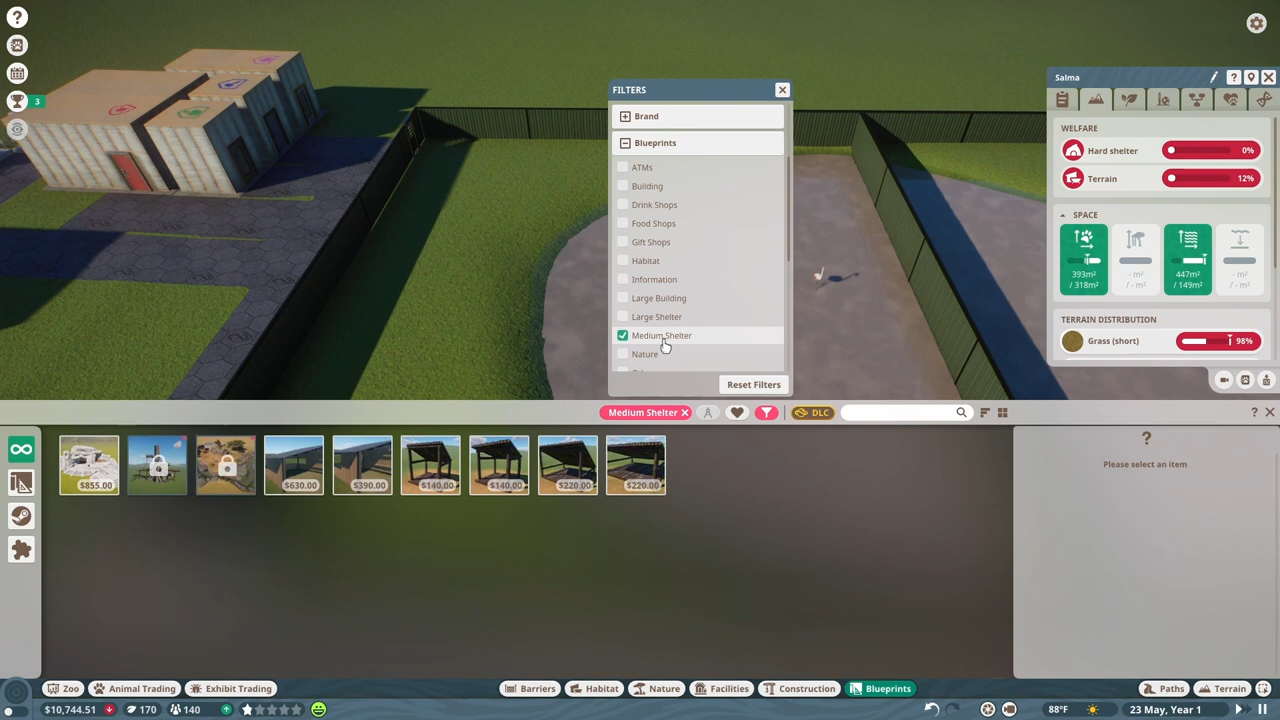 ?
3
FILTERS
Brand
Blueprints
ATMs
Building
Drink Shops
Food Shops
Gift Shops
Habitat
Information
Large Building
Large Shelter
Medium Shelter
Nature
Reset Filters
Salma
?
WELFARE
Hard shelter 0%
Terrain 12%
SPACE
393m² / 318m²
- m² / - m²
447m² / 149m²
- m² / - m²
TERRAIN DISTRIBUTION
Grass (short) 98%
Medium Shelter
DLC
?
$855.00
$630.00
$390.00
$140.00
$140.00
$220.00
$220.00
?
Please select an item
Zoo
Animal Trading
Exhibit Trading
Barriers
Habitat
Nature
Facilities
Construction
Blueprints
Paths
Terrain
$10,744.51
170
140
88°F
23 May, Year 1